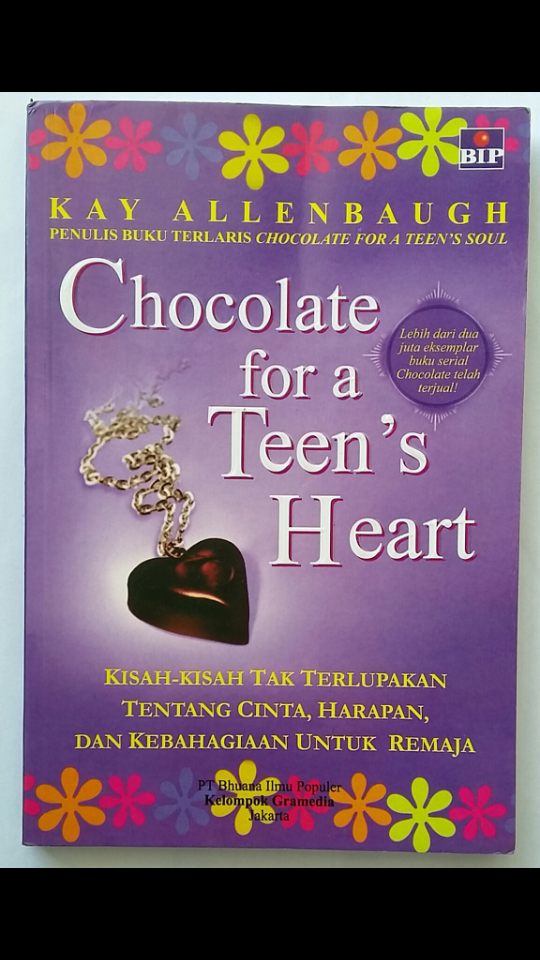 BIP
KAY ALLENBAUGH
PENULIS BUKU TERLARIS CHOCOLATE FOR A TEEN'S SOUL
Chocolate
for a
Teen's
Heart
Lebih dari dua
juta eksemplar
buku serial
Chocolate telah
terjual!
KISAH-KISAH TAK TERLUPAKAN
TENTANG CINTA, HARAPAN,
DAN KEBAHAGIAAN UNTUK REMAJA
PT Bhuana Ilmu Populer
Kelompok Gramedia
Jakarta